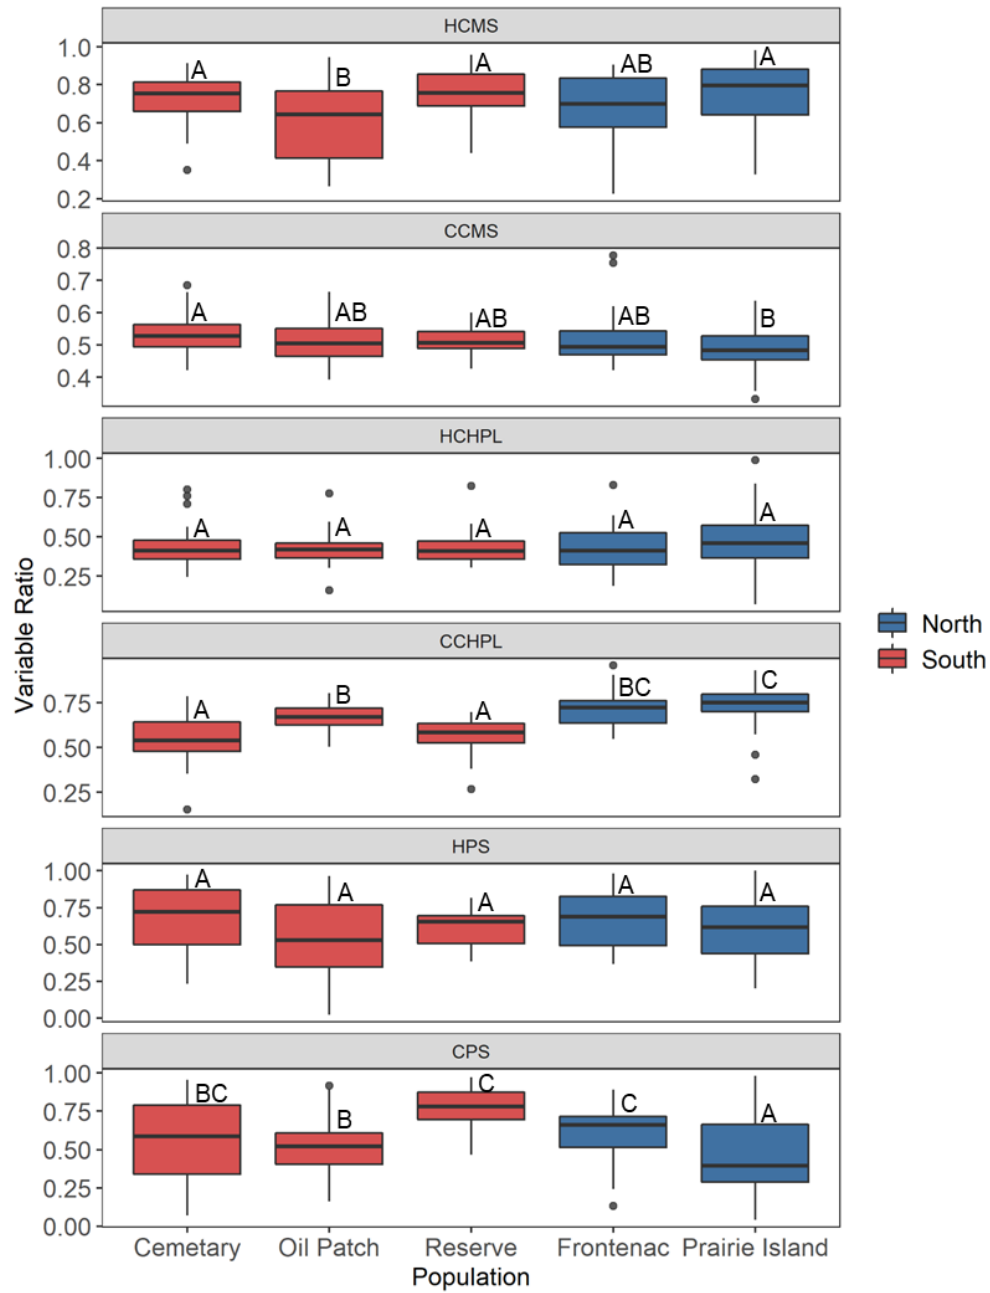 HCMS
1.0
0.8
0.6
0.4
0.2
A
B
A
AB
A
CCMS
0.8
0.7
0.6
0.5
0.4
A
AB
AB
AB
B
HCHPL
1.00
0.75
0.50
0.25
A
A
A
A
A
CCHPL
0.75
0.50
0.25
A
B
A
BC
C
HPS
1.00
0.75
0.50
0.25
0.00
A
A
A
A
A
CPS
1.00
0.75
0.50
0.25
0.00
BC
B
C
C
A
Cemetary Oil Patch Reserve Frontenac Prairie Island
Population
Variable Ratio
North
South